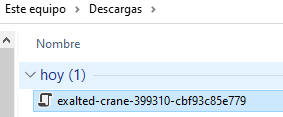 Este equipo > Descargas >
Nombre
hoy (1)
exalted-crane-399310-cbf93c85e779